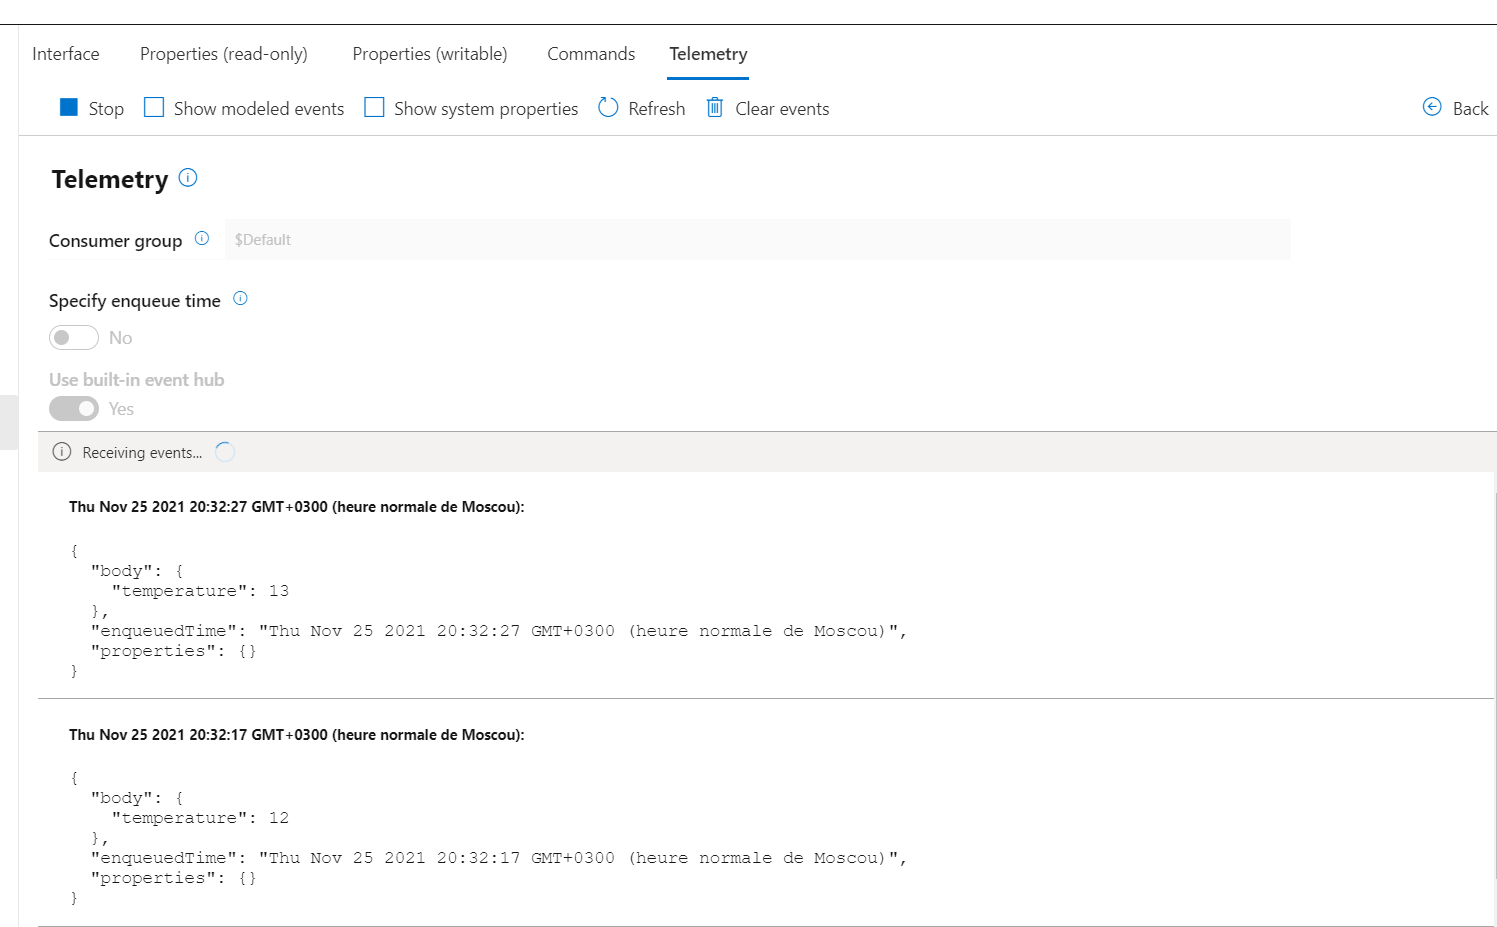 Interface Properties (read-only) Properties (writable) Commands Telemetry
Stop Show modeled events Show system properties Refresh Clear events Back
Telemetry
Consumer group $Default
Specify enqueue time
No
Use built-in event hub
Yes
Receiving events...
Thu Nov 25 2021 20:32:27 GMT+0300 (heure normale de Moscou):
{
"body": {
"temperature": 13
},
"enqueuedTime": "Thu Nov 25 2021 20:32:27 GMT+0300 (heure normale de Moscou)",
"properties": {}
}
Thu Nov 25 2021 20:32:17 GMT+0300 (heure normale de Moscou):
{
"body": {
"temperature": 12
},
"enqueuedTime": "Thu Nov 25 2021 20:32:17 GMT+0300 (heure normale de Moscou)",
"properties": {}
}